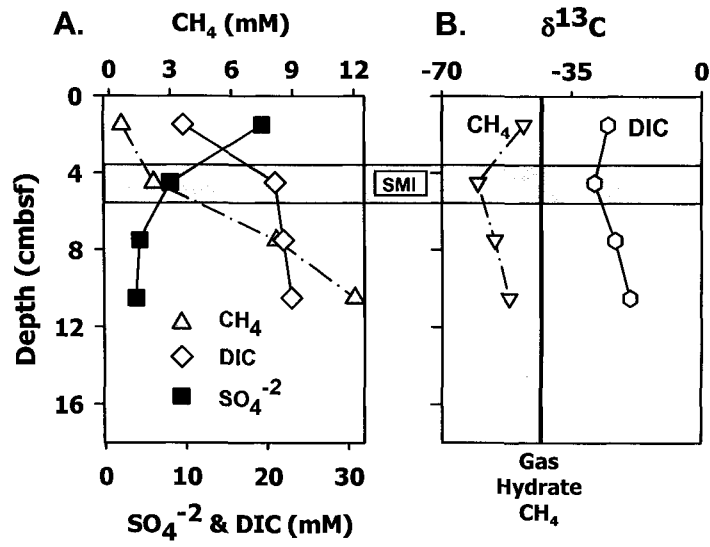 A. CH4 (mM)
0 3 6 9 12
Depth (cmbsf)
0
4
8
12
16
CH4
DIC
SO4-2
0 10 20 30
SO4-2 & DIC (mM)
SMI
B. δ13C
-70 -35 0
CH4 DIC
Gas
Hydrate
CH4